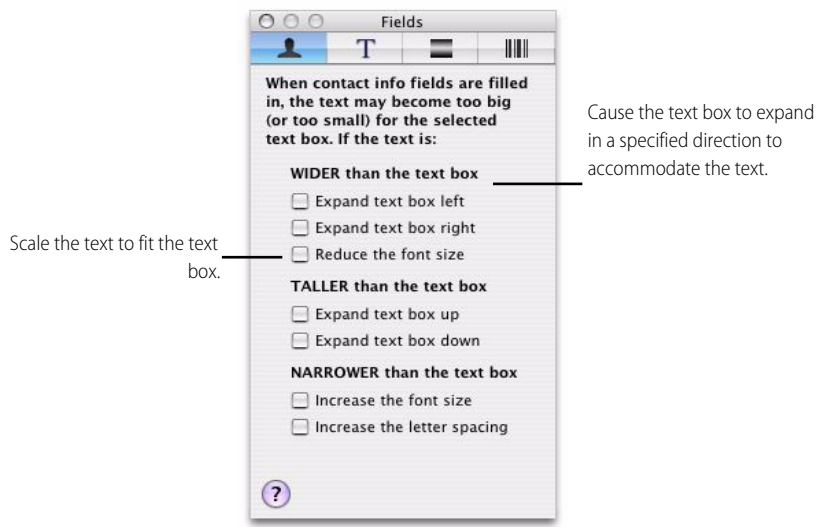 Fields
T
When contact info fields are filled
in, the text may become too big
(or too small) for the selected
text box. If the text is:
WIDER than the text box
Expand text box left
Expand text box right
Reduce the font size
TALLER than the text box
Expand text box up
Expand text box down
NARROWER than the text box
Increase the font size
Increase the letter spacing
?
Cause the text box to expand
in a specified direction to
accommodate the text.
Scale the text to fit the text
box.